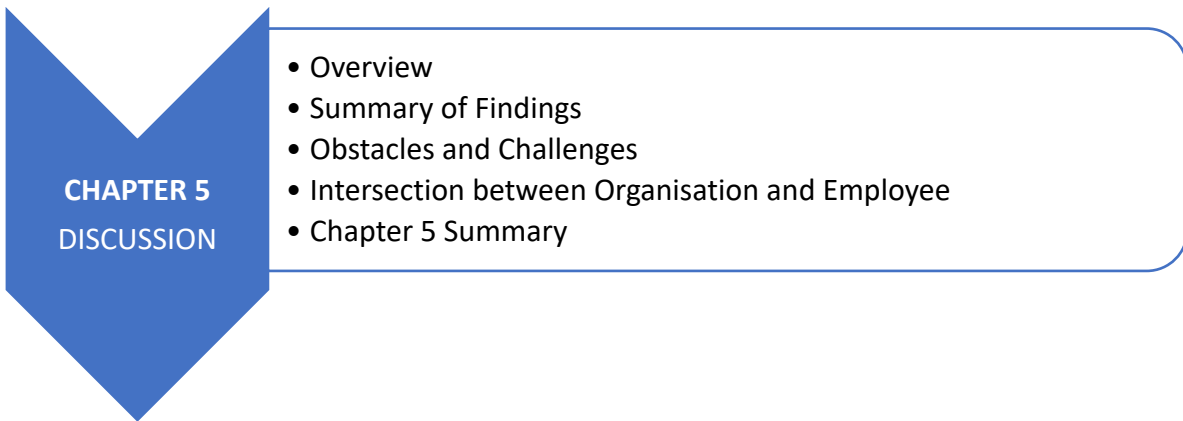 CHAPTER 5
DISCUSSION
• Overview
• Summary of Findings
• Obstacles and Challenges
• Intersection between Organisation and Employee
• Chapter 5 Summary